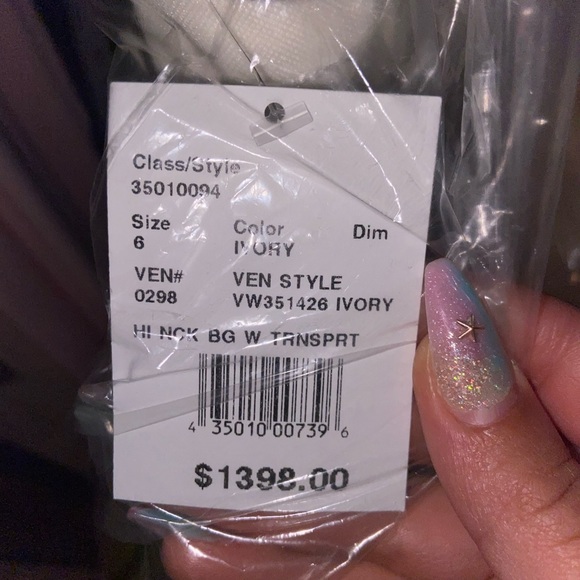 Class/Style
35010094
Size Color Dim
6 IVORY
VEN# VEN STYLE
0298 VW351426 IVORY
HI NCK BG W TRNSPRT
4 35010 00739 6
$1398.00